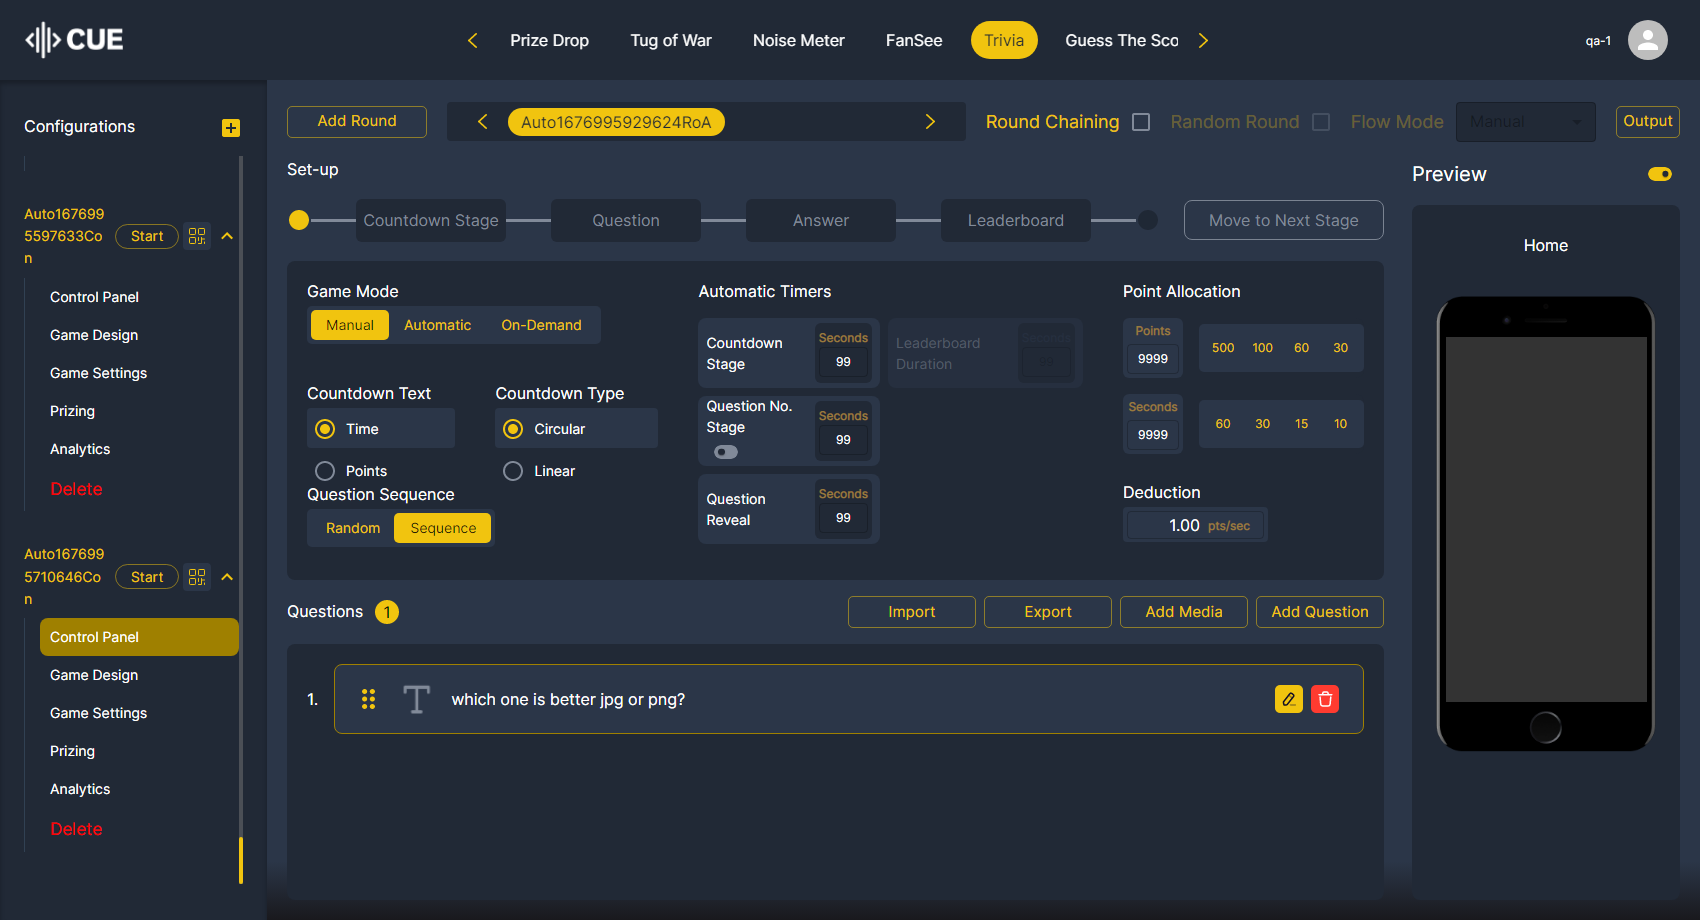 CUE
Prize Drop
Tug of War
Noise Meter
FanSee
Trivia
Guess The Sco
qa-1
Configurations
Auto167699
5597633Co
n
Start
Control Panel
Game Design
Game Settings
Prizing
Analytics
Delete
Auto167699
5710646Co
n
Start
Control Panel
Game Design
Game Settings
Prizing
Analytics
Delete
Add Round
Auto1676995929624RoA
Round Chaining
Random Round
Flow Mode
Manual
Output
Set-up
Countdown Stage
Question
Answer
Leaderboard
Move to Next Stage
Game Mode
Manual
Automatic
On-Demand
Countdown Text
Time
Points
Countdown Type
Circular
Linear
Question Sequence
Random
Sequence
Automatic Timers
Countdown
Stage
Seconds
99
Leaderboard
Duration
Seconds
Question No.
Stage
Seconds
99
Question
Reveal
Seconds
99
Point Allocation
Points
9999
500 100 60 30
Seconds
9999
60 30 15 10
Deduction
1.00 pts/sec
Questions 1
Import
Export
Add Media
Add Question
1.
T
which one is better jpg or png?
Preview
Home